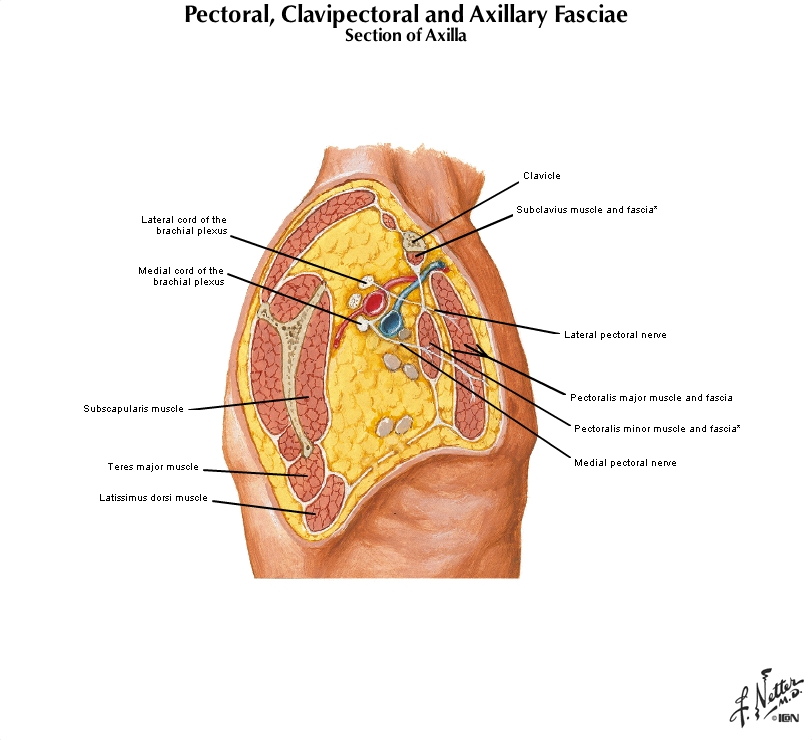 Pectoral, Clavipectoral and Axillary Fasciae
Section of Axilla
Clavicle
Subclavius muscle and fascia*
Lateral cord of the
brachial plexus
Medial cord of the
brachial plexus
Lateral pectoral nerve
Pectoralis major muscle and fascia
Subscapularis muscle
Pectoralis minor muscle and fascia*
Medial pectoral nerve
Teres major muscle
Latissimus dorsi muscle
F. Netter
M.D.
© ICON